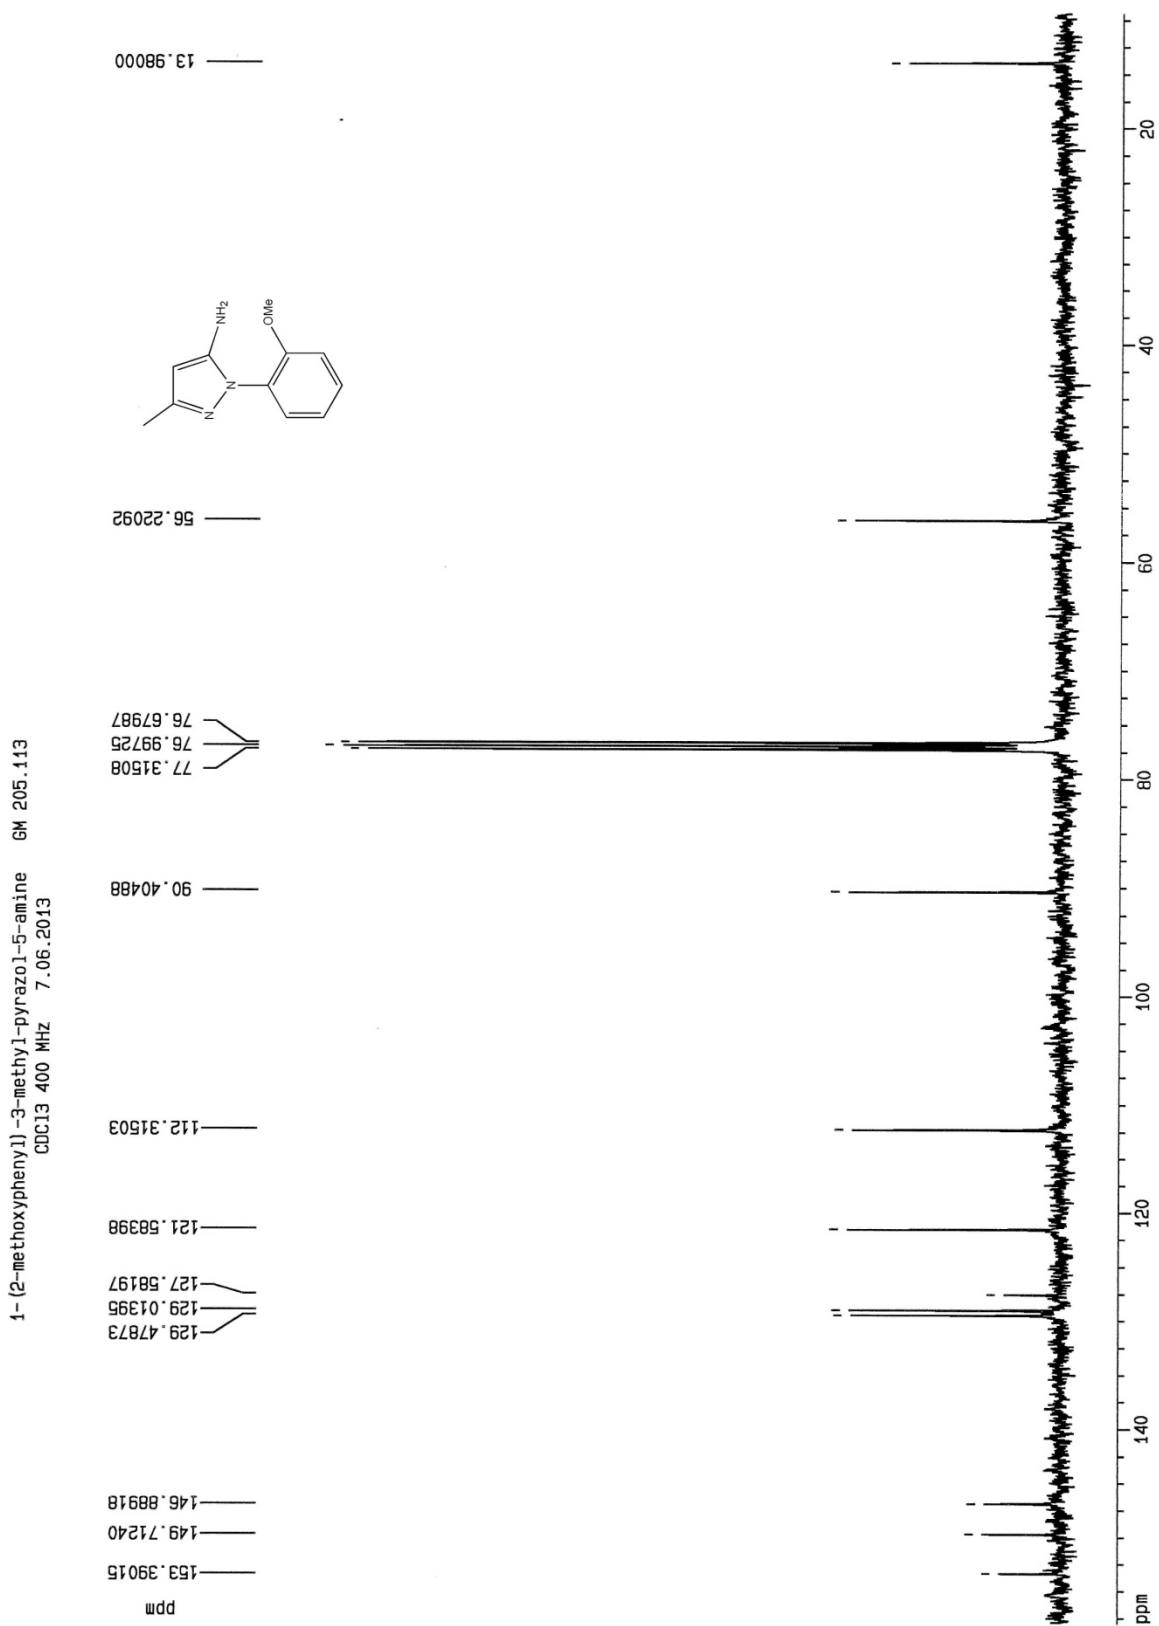 1-(2-methoxyphenyl)-3-methyl-pyrazol-5-amine GM 205.113
CDCl3 400 MHz 7.06.2013
ppm
153.39015
149.71240
146.88918
129.47873
129.01395
127.58197
121.58398
112.31503
90.40488
77.31508
76.99725
76.67987
56.22092
13.98000
N
N
NH2
OMe
ppm
140
120
100
80
60
40
20